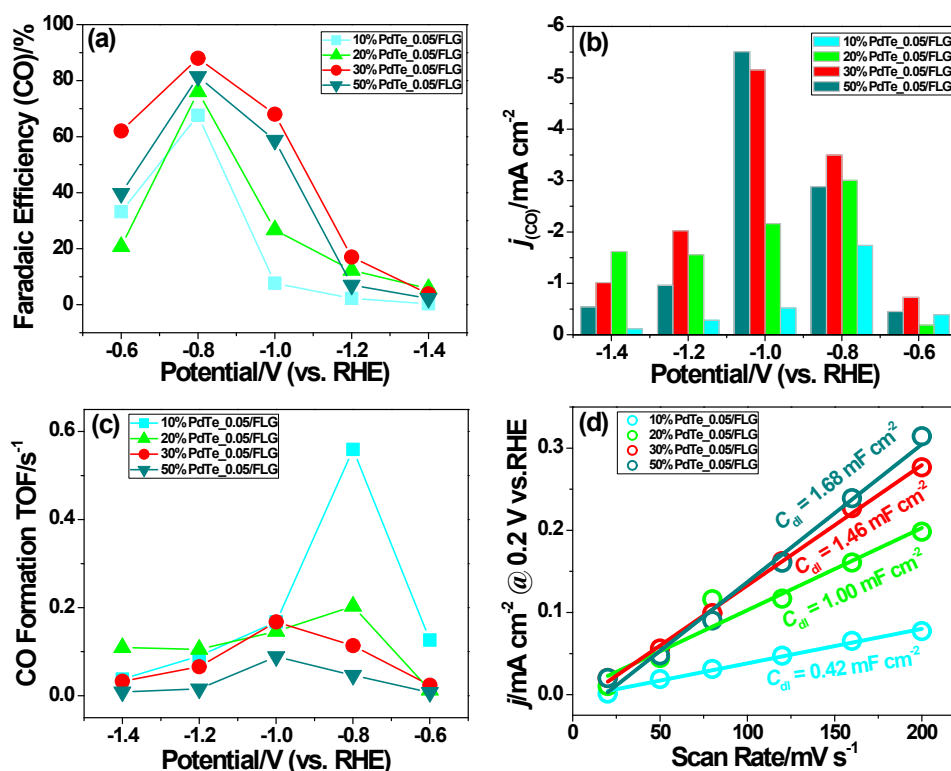 (a)
10% PdTe_0.05/FLG
20% PdTe_0.05/FLG
30% PdTe_0.05/FLG
50% PdTe_0.05/FLG
Faradaic Efficiency (CO)/%
100
80
60
40
20
0
-0.6 -0.8 -1.0 -1.2 -1.4
Potential/V (vs. RHE)
(b)
10% PdTe_0.05/FLG
20% PdTe_0.05/FLG
30% PdTe_0.05/FLG
50% PdTe_0.05/FLG
j(CO)/mA cm-2
-5
-4
-3
-2
-1
0
-1.4 -1.2 -1.0 -0.8 -0.6
Potential/V (vs. RHE)
(c)
10% PdTe_0.05/FLG
20% PdTe_0.05/FLG
30% PdTe_0.05/FLG
50% PdTe_0.05/FLG
CO Formation TOF/s-1
0.6
0.4
0.2
0.0
-1.4 -1.2 -1.0 -0.8 -0.6
Potential/V (vs. RHE)
(d)
10% PdTe_0.05/FLG
20% PdTe_0.05/FLG
30% PdTe_0.05/FLG
50% PdTe_0.05/FLG
j/mA cm-2 @ 0.2 V vs.RHE
0.3
0.2
0.1
0.0
Cdl = 1.68 mF cm-2
Cdl = 1.46 mF cm-2
Cdl = 1.00 mF cm-2
Cdl = 0.42 mF cm-2
0 50 100 150 200
Scan Rate/mV s-1